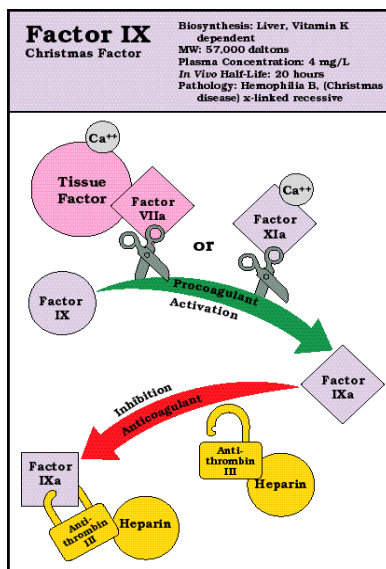 Factor IX
Christmas Factor
Biosynthesis: Liver, Vitamin K
dependent
MW: 57,000 daltons
Plasma Concentration: 4 mg/L
In Vivo Half-Life: 20 hours
Pathology: Hemophilia B, (Christmas
disease) x-linked recessive
Ca++
Tissue
Factor
Factor
VIIa
or
Ca++
Factor
XIa
Factor
IX
Procoagulant
Activation
Factor
IXa
Inhibition
Anticoagulant
Anti-
thrombin
III
Heparin
Factor
IXa
Anti-
thrombin
III
Heparin